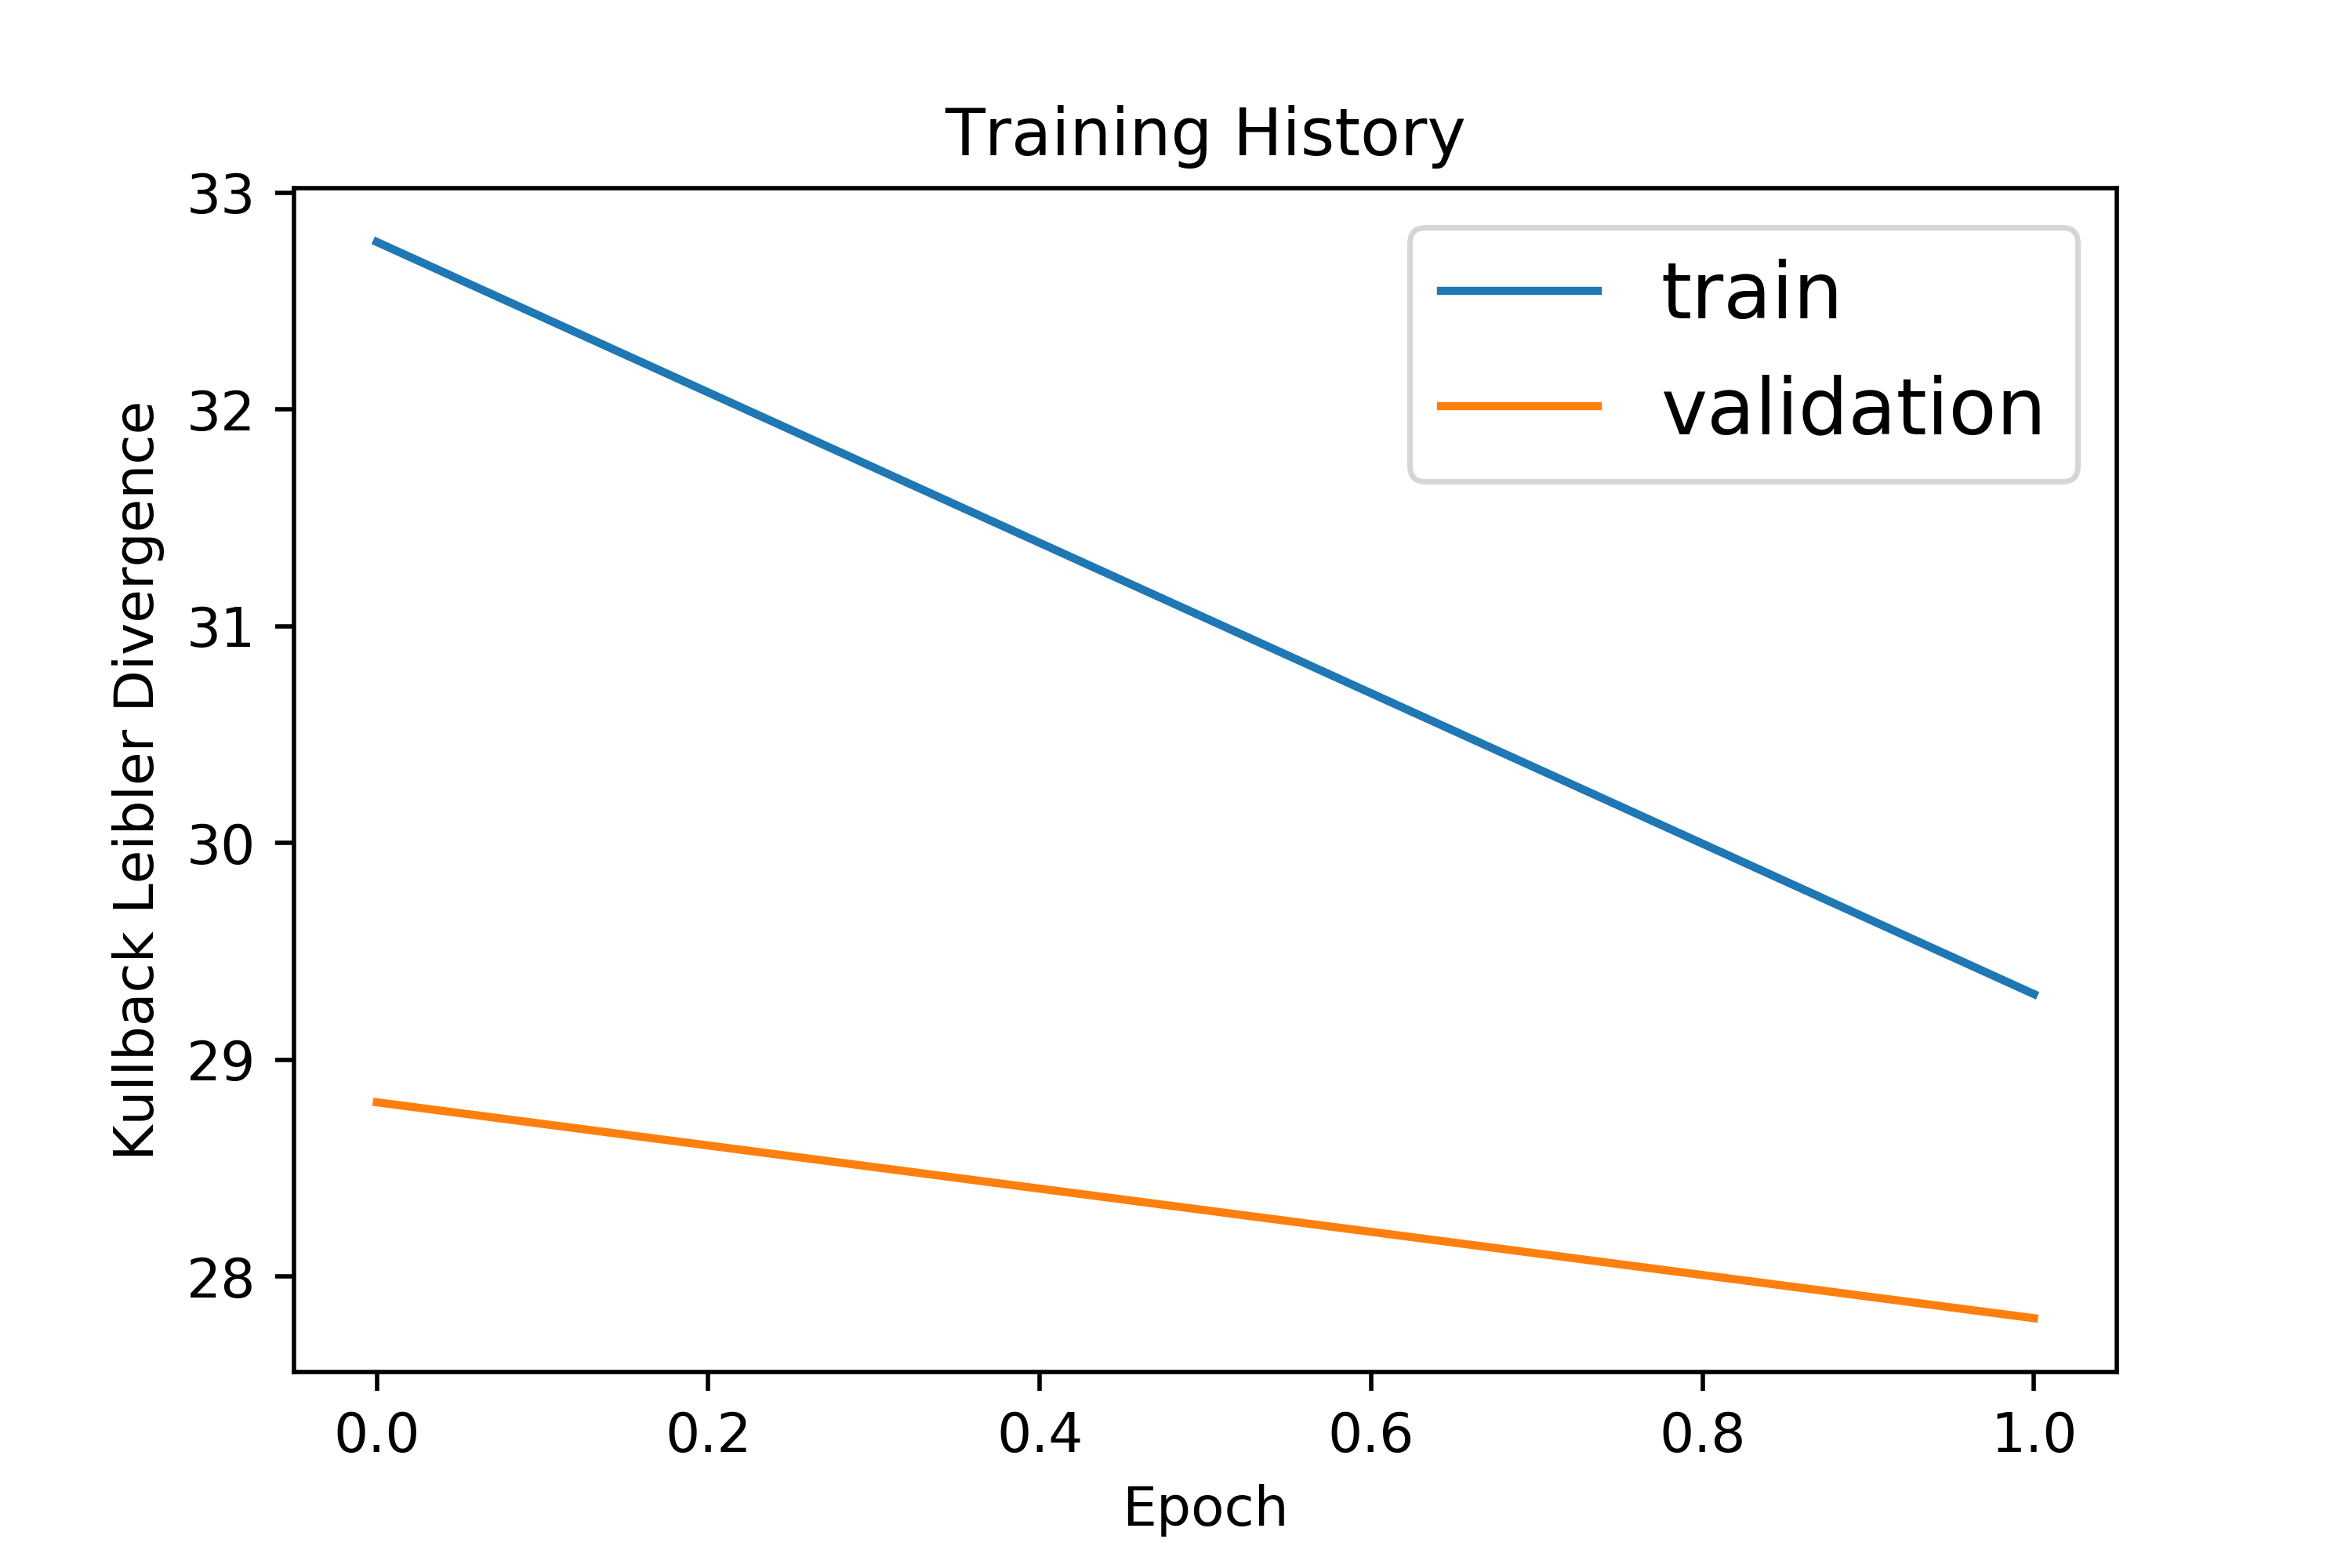 Training History
33
32
31
30
29
28
Kullback Leibler Divergence
train
validation
0.0 0.2 0.4 0.6 0.8 1.0
Epoch